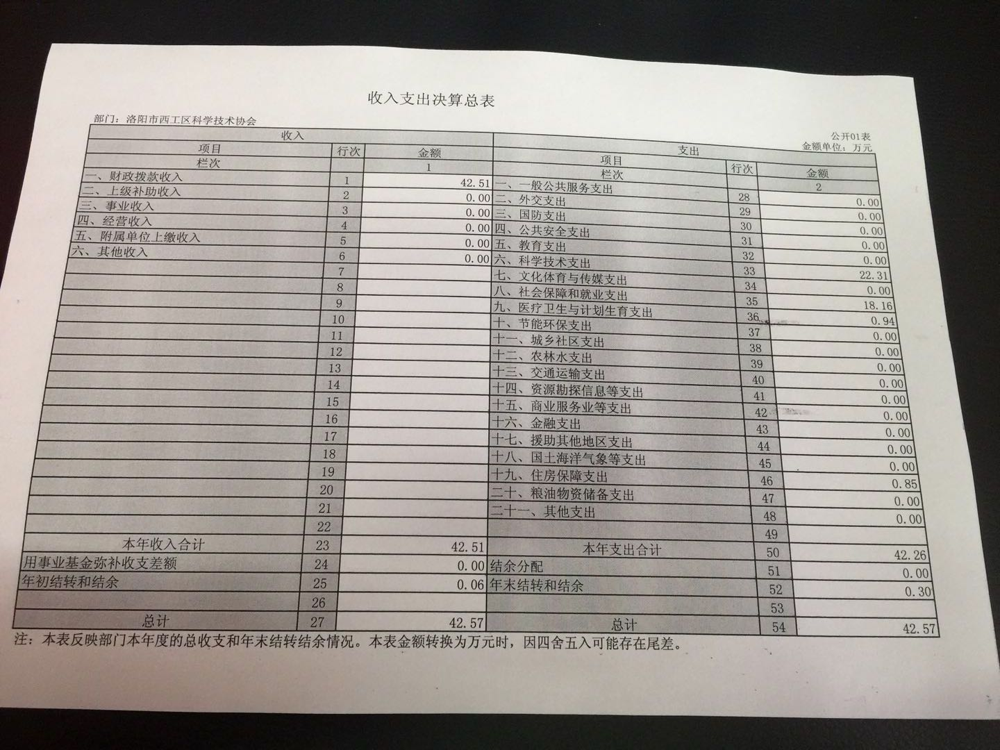 收入支出决算总表
部门：洛阳市西工区科学技术协会
公开01表
金额单位：万元
收入 支出
项目 行次 金额 项目 行次 金额
栏次 1 栏次 2
一、财政拨款收入 1 42.51 一、一般公共服务支出 28 0.00
二、上级补助收入 2 0.00 二、外交支出 29 0.00
三、事业收入 3 0.00 三、国防支出 30 0.00
四、经营收入 4 0.00 四、公共安全支出 31 0.00
五、附属单位上缴收入 5 0.00 五、教育支出 32 0.00
六、其他收入 6 0.00 六、科学技术支出 33 22.31
7 七、文化体育与传媒支出 34 0.00
8 八、社会保障和就业支出 35 18.16
9 九、医疗卫生与计划生育支出 36 0.94
10 十、节能环保支出 37 0.00
11 十一、城乡社区支出 38 0.00
12 十二、农林水支出 39 0.00
13 十三、交通运输支出 40 0.00
14 十四、资源勘探信息等支出 41 0.00
15 十五、商业服务业等支出 42 0.00
16 十六、金融支出 43 0.00
17 十七、援助其他地区支出 44 0.00
18 十八、国土海洋气象等支出 45 0.00
19 十九、住房保障支出 46 0.85
20 二十、粮油物资储备支出 47 0.00
21 二十一、其他支出 48 0.00
22 49
本年收入合计 23 42.51 本年支出合计 50 42.26
用事业基金弥补收支差额 24 0.00 结余分配 51 0.00
年初结转和结余 25 0.06 年末结转和结余 52 0.30
26 53
总计 27 42.57 总计 54 42.57
注：本表反映部门本年度的总收支和年末结转结余情况。本表金额转换为万元时，因四舍五入可能存在尾差。